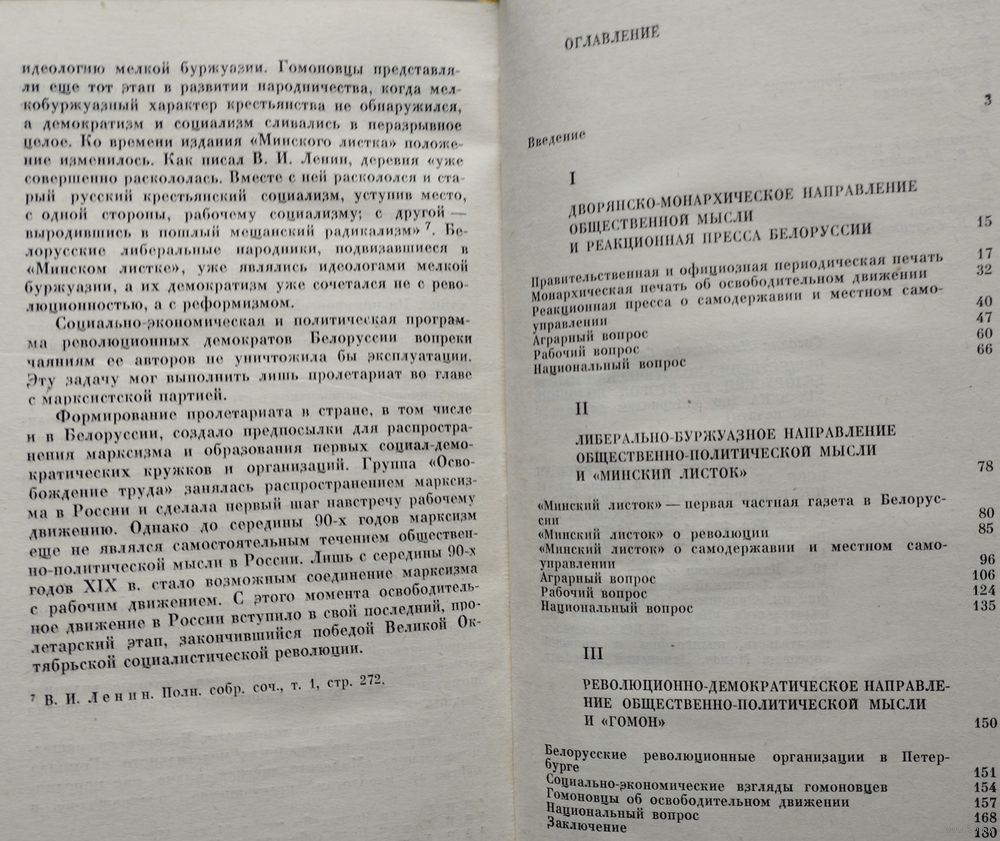 идеологию мелкой буржуазии. Гомоновцы представля-
ли еще тот этап в развитии народничества, когда мел-
кобуржуазный характер крестьянства не обнаружился,
а демократизм и социализм сливались в неразрывное
целое. Ко времени издания «Минского листка» положе-
ние изменилось. Как писал В. И. Ленин, деревня «уже
совершенно раскололась. Вместе с ней раскололся и ста-
рый русский крестьянский социализм, уступив место,
с одной стороны, рабочему социализму; с другой —
выродившись в пошлый мещанский радикализм» 7. Бе-
лорусские либеральные народники, подвизавшиеся в
«Минском листке», уже являлись идеологами мелкой
буржуазии, а их демократизм уже сочетался не с рево-
люционностью, а с реформизмом.
Социально-экономическая и политическая програм-
ма революционных демократов Белоруссии вопреки
чаяниям ее авторов не уничтожила бы эксплуатации.
Эту задачу мог выполнить лишь пролетариат во главе
с марксистской партией.
Формирование пролетариата в стране, в том числе
и в Белоруссии, создало предпосылки для распростра-
нения марксизма и образования первых социал-демо-
кратических кружков и организаций. Группа «Осво-
бождение труда» занялась распространением марксиз-
ма в России и сделала первый шаг навстречу рабочему
движению. Однако до середины 90-х годов марксизм
еще не являлся самостоятельным течением обществен-
но-политической мысли в России. Лишь с середины 90-х
годов XIX в. стало возможным соединение марксизма
с рабочим движением. С этого момента освободитель-
ное движение в России вступило в свой последний, про-
летарский этап, закончившийся победой Великой Ок-
тябрьской социалистической революции.
7 В. И. Ленин. Полн. собр. соч., т. 1, стр. 272.
ОГЛАВЛЕНИЕ
Введение 3
I
ДВОРЯНСКО-МОНАРХИЧЕСКОЕ НАПРАВЛЕНИЕ
ОБЩЕСТВЕННОЙ МЫСЛИ
И РЕАКЦИОННАЯ ПРЕССА БЕЛОРУССИИ 15
Правительственная и официозная периодическая печать 17
Монархическая печать об освободительном движении 32
Реакционная пресса о самодержавии и местном само-
управлении 40
Аграрный вопрос 47
Рабочий вопрос 60
Национальный вопрос 66
II
ЛИБЕРАЛЬНО-БУРЖУАЗНОЕ НАПРАВЛЕНИЕ
ОБЩЕСТВЕННО-ПОЛИТИЧЕСКОЙ МЫСЛИ
И «МИНСКИЙ ЛИСТОК» 78
«Минский листок» — первая частная газета в Белорус-
сии 80
«Минский листок» о революции 85
«Минский листок» о самодержавии и местном само-
управлении 96
Аграрный вопрос 106
Рабочий вопрос 124
Национальный вопрос 135
III
РЕВОЛЮЦИОННО-ДЕМОКРАТИЧЕСКОЕ НАПРАВЛЕ-
НИЕ ОБЩЕСТВЕННО-ПОЛИТИЧЕСКОЙ МЫСЛИ
И «ГОМОН» 150
Белорусские революционные организации в Петер-
бурге 151
Социально-экономические взгляды гомоновцев 154
Гомоновцы об освободительном движении 157
Национальный вопрос 168
Заключение 180